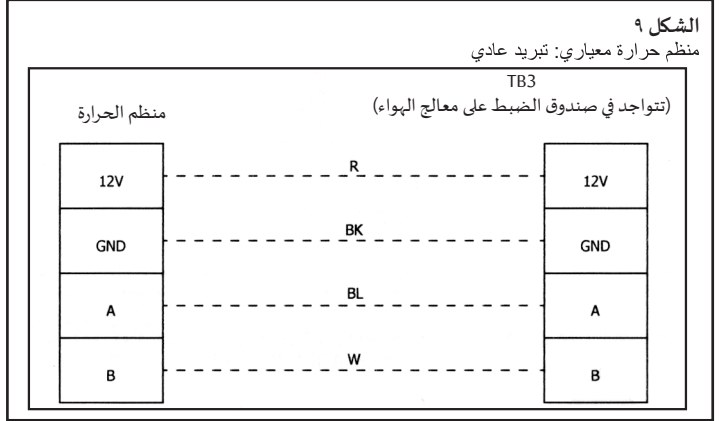 الشكل ٩
منظم حرارة معياري: تبريد عادي
TB3
(تتواجد في صندوق الضبط على معالج الهواء)
منظم الحرارة
12V R 12V
GND BK GND
A BL A
B W B